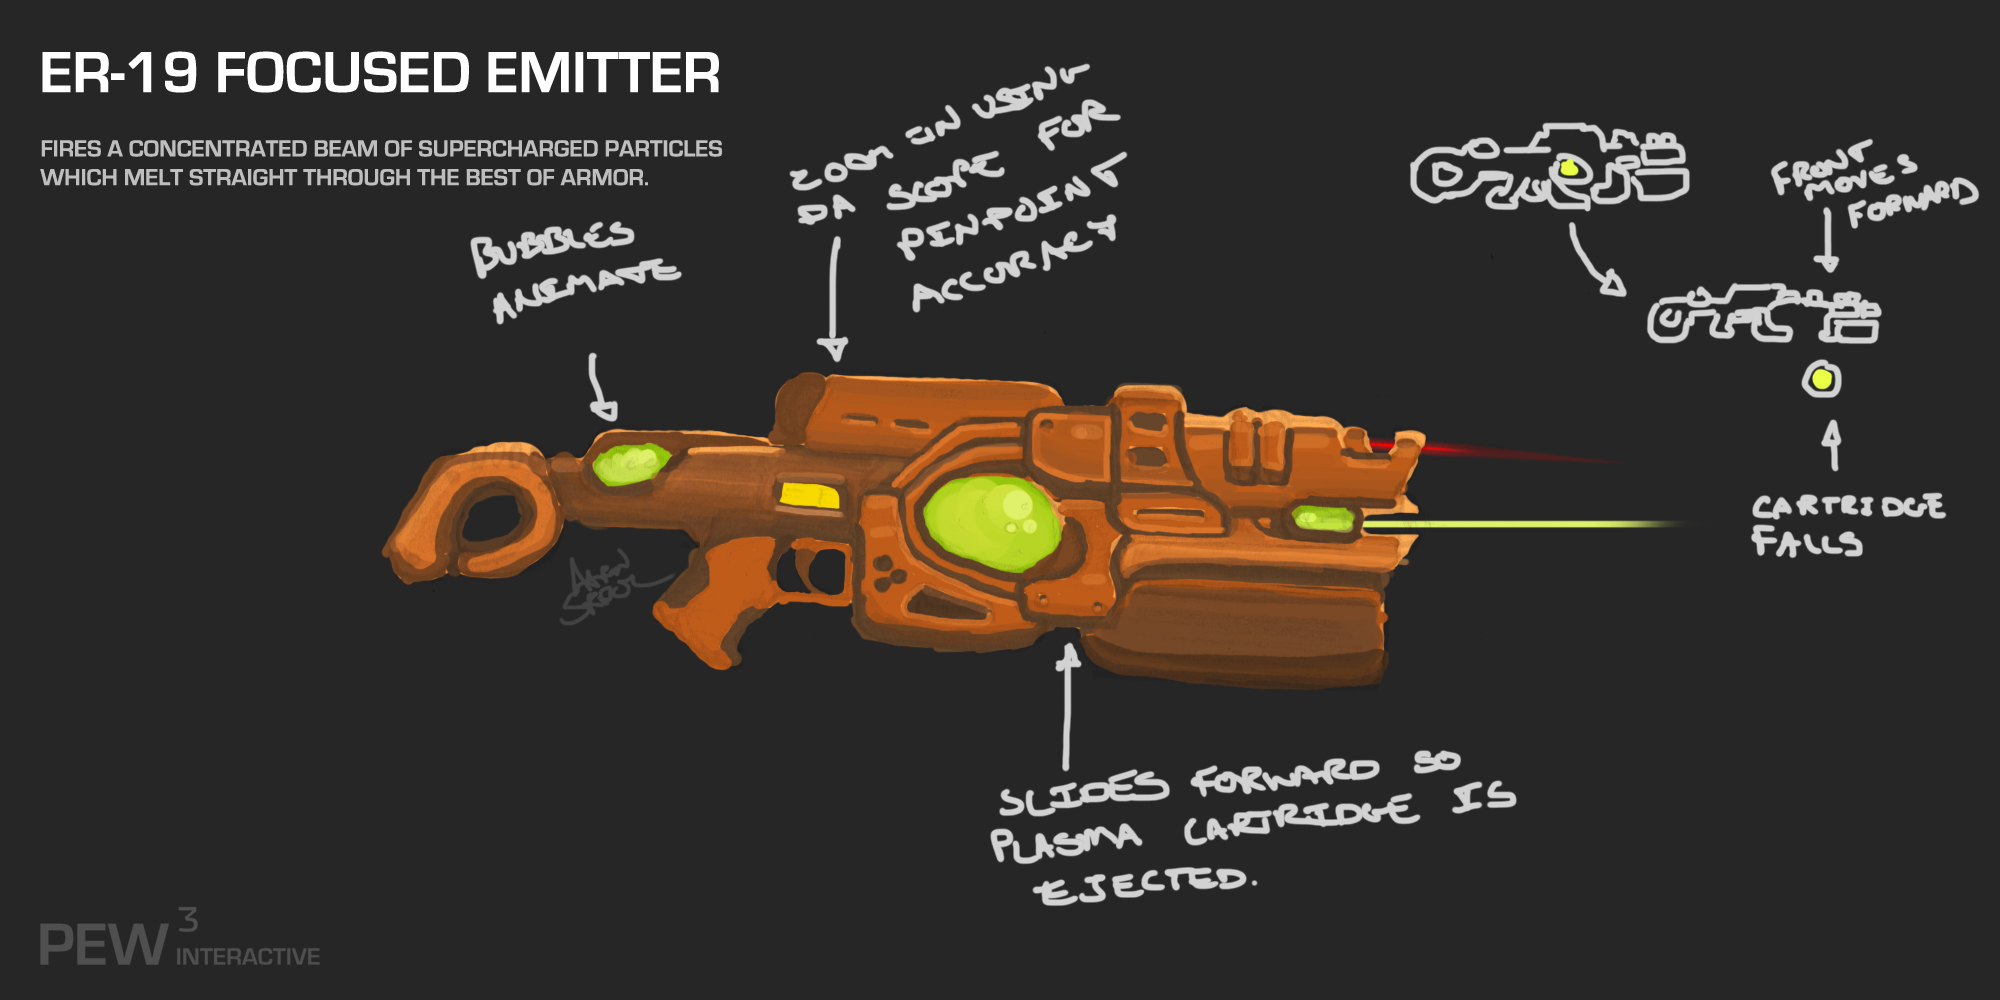 ER-19 FOCUSED EMITTER
FIRES A CONCENTRATED BEAM OF SUPERCHARGED PARTICLES
WHICH MELT STRAIGHT THROUGH THE BEST OF ARMOR.
BUBBLES
ANIMATE
ZOOM IN USING
DA SCOPE FOR
PINPOINT
ACCURACY
FRONT
MOVES
FORWARD
CARTRIDGE
FALLS
SLIDES FORWARD SO
PLASMA CARTRIDGE IS
EJECTED.
PEW3
INTERACTIVE